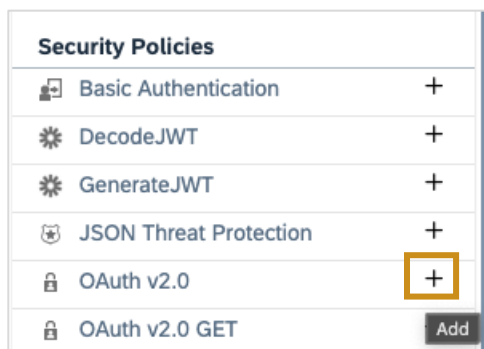 Security Policies
Basic Authentication +
DecodeJWT +
GenerateJWT +
JSON Threat Protection +
OAuth v2.0 +
OAuth v2.0 GET
Add